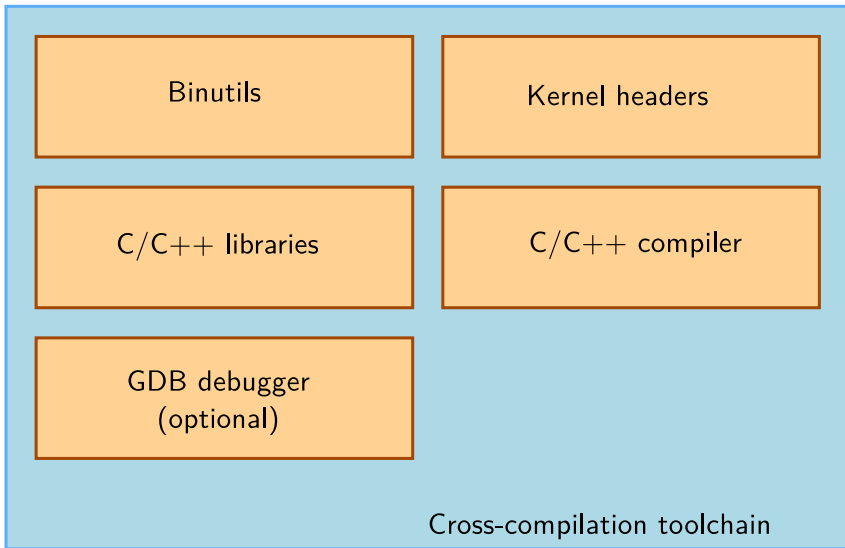 Binutils
Kernel headers
C/C++ libraries
C/C++ compiler
GDB debugger
(optional)
Cross-compilation toolchain